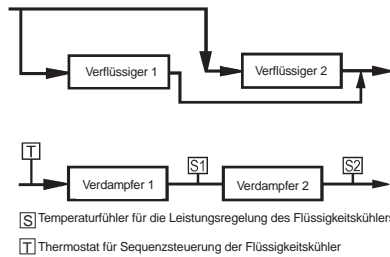 Verflüssiger 1
Verflüssiger 2
T
S1
S2
Verdampfer 1
Verdampfer 2
S Temperaturfühler für die Leistungsregelung des Flüssigkeitskühlers
T Thermostat für Sequenzsteuerung der Flüssigkeitskühler